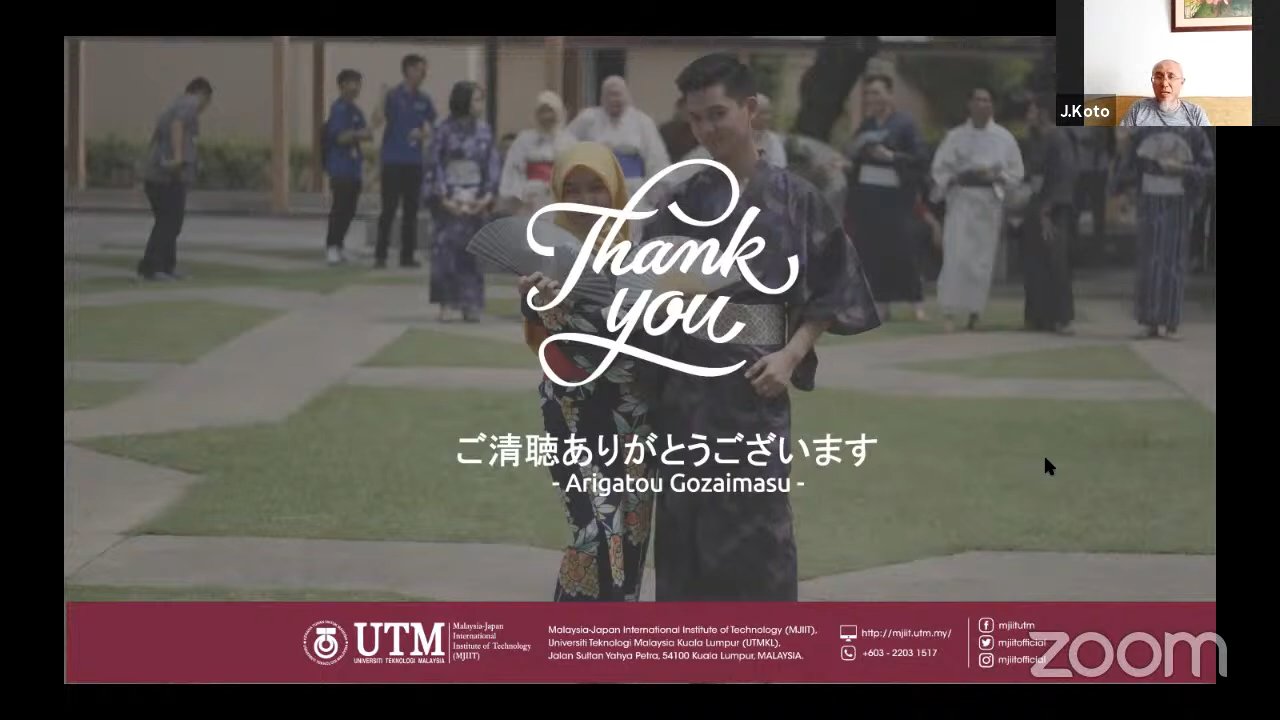 J.Koto
Thank
you
ご清聴ありがとうございます
- Arigatou Gozaimasu -
UTM
UNIVERSITI TEKNOLOGI MALAYSIA
Malaysia-Japan
International
Institute of Technology
(MJIIT)
Malaysia-Japan International Institute of Technology (MJIIT),
Universiti Teknologi Malaysia Kuala Lumpur (UTMKL),
Jalan Sultan Yahya Petra, 54100 Kuala Lumpur, MALAYSIA.
http://mjiit.utm.my/
+603 - 2203 1517
mjiitutm
mjiitofficial
mjiitofficial
zoom